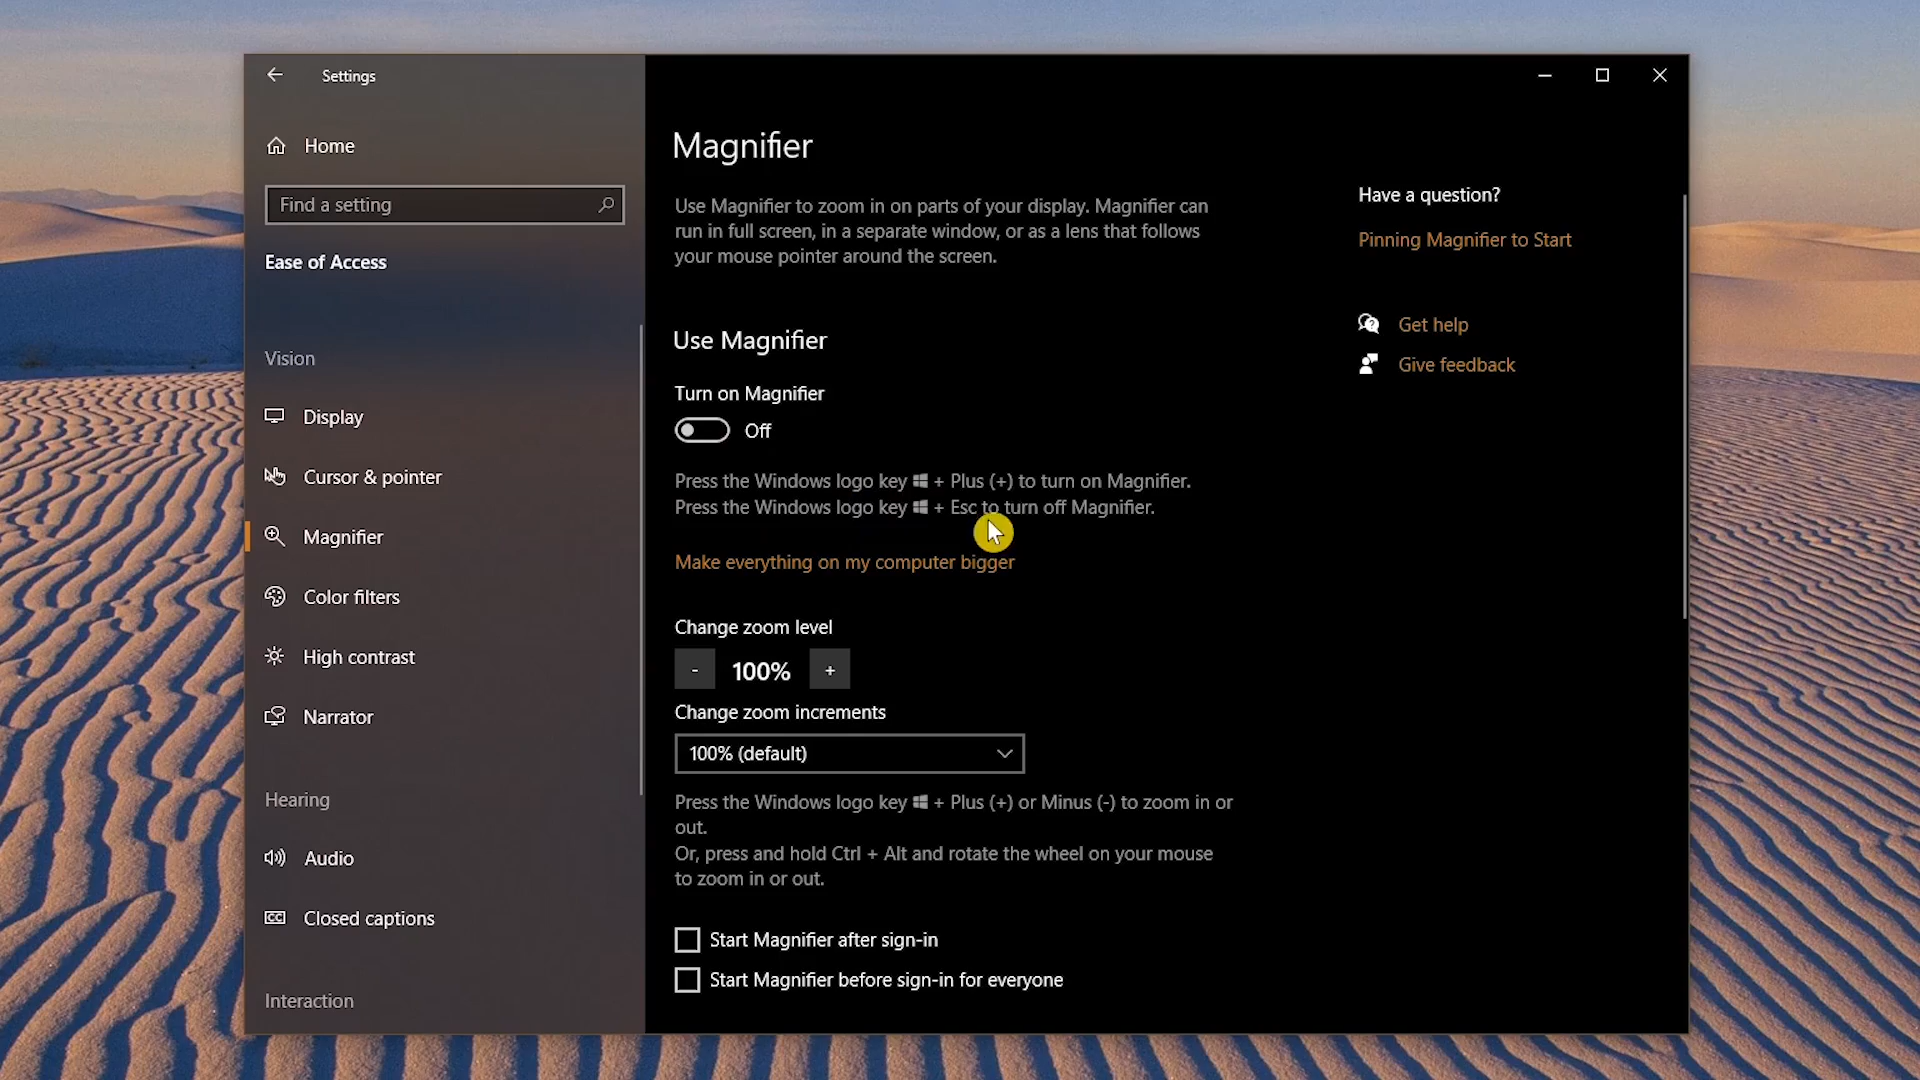 Settings
Home
Find a setting
Ease of Access
Vision
Display
Cursor & pointer
Magnifier
Color filters
High contrast
Narrator
Hearing
Audio
Closed captions
Interaction
Magnifier
Use Magnifier to zoom in on parts of your display. Magnifier can
run in full screen, in a separate window, or as a lens that follows
your mouse pointer around the screen.
Use Magnifier
Turn on Magnifier
Off
Press the Windows logo key + Plus (+) to turn on Magnifier.
Press the Windows logo key + Esc to turn off Magnifier.
Make everything on my computer bigger
Change zoom level
- 100% +
Change zoom increments
100% (default)
Press the Windows logo key + Plus (+) or Minus (-) to zoom in or
out.
Or, press and hold Ctrl + Alt and rotate the wheel on your mouse
to zoom in or out.
Start Magnifier after sign-in
Start Magnifier before sign-in for everyone
Have a question?
Pinning Magnifier to Start
Get help
Give feedback